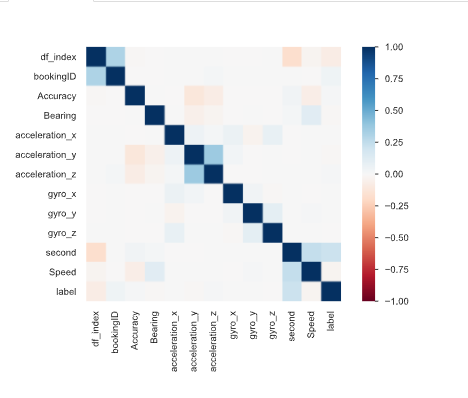 df_index
bookingID
Accuracy
Bearing
acceleration_x
acceleration_y
acceleration_z
gyro_x
gyro_y
gyro_z
second
Speed
label
df_index
bookingID
Accuracy
Bearing
acceleration_x
acceleration_y
acceleration_z
gyro_x
gyro_y
gyro_z
second
Speed
label
1.00
0.75
0.50
0.25
0.00
−0.25
−0.50
−0.75
−1.00